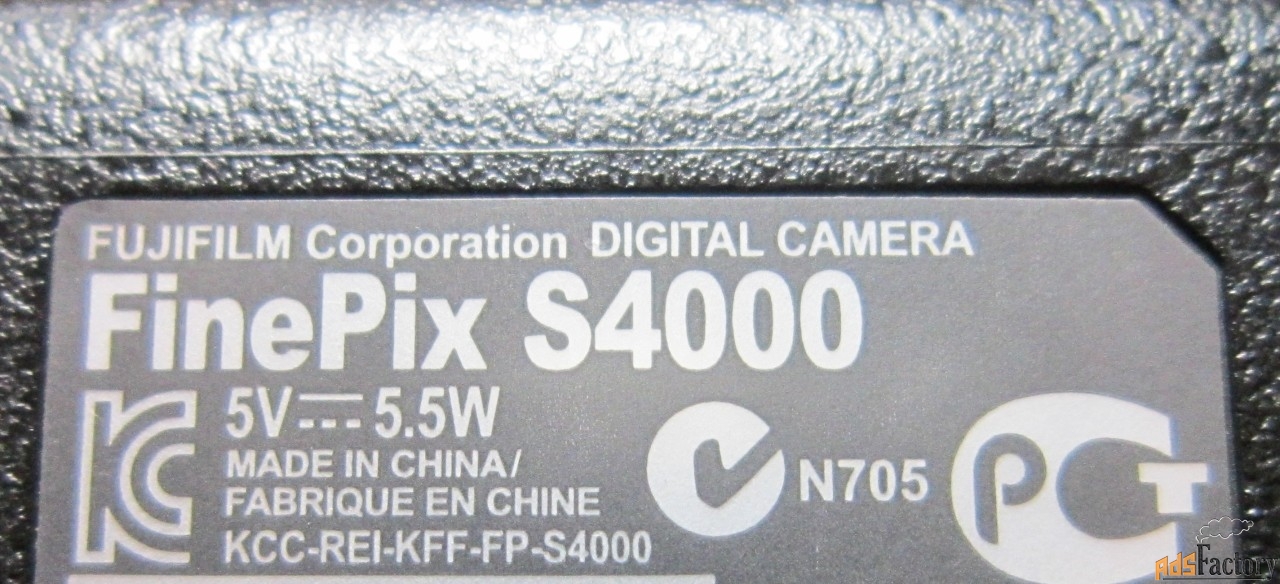 FUJIFILM Corporation DIGITAL CAMERA
FinePix S4000
5V 5.5W
MADE IN CHINA/
FABRIQUE EN CHINE
KCC-REI-KFF-FP-S4000
N705
РСТ
AdsFactory